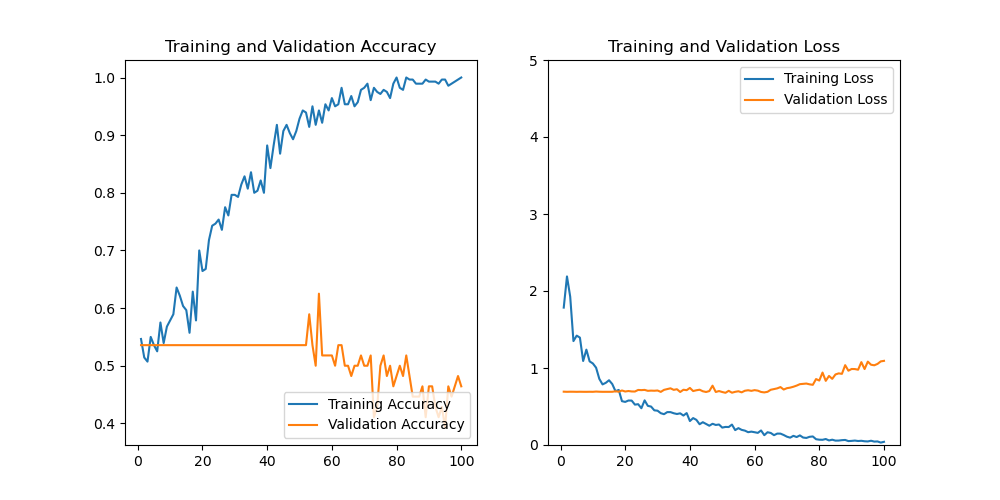 Training and Validation Accuracy
1.0
0.9
0.8
0.7
0.6
0.5
0.4
0 20 40 60 80 100
Training Accuracy
Validation Accuracy
Training and Validation Loss
5
4
3
2
1
0
0 20 40 60 80 100
Training Loss
Validation Loss